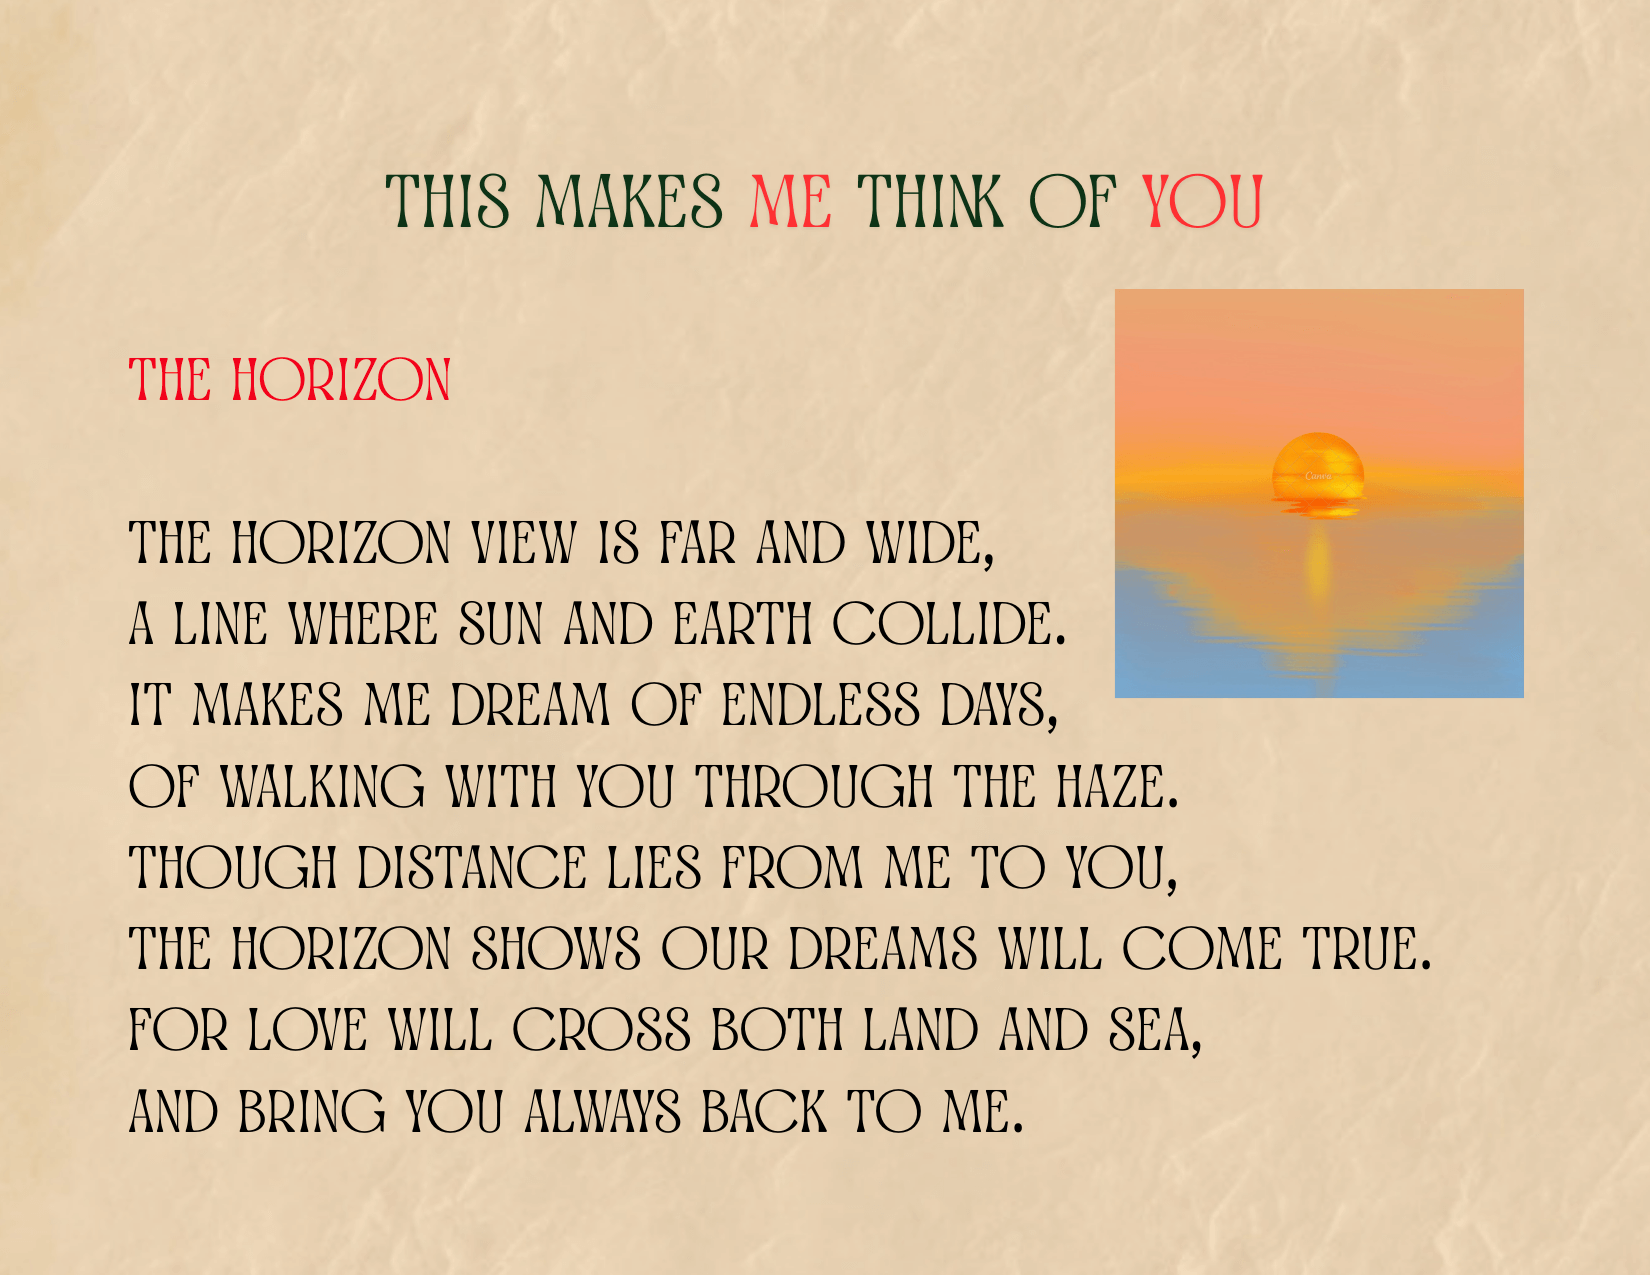 THIS MAKES ME THINK OF YOU
THE HORIZON
Canva
THE HORIZON VIEW IS FAR AND WIDE,
A LINE WHERE SUN AND EARTH COLLIDE.
IT MAKES ME DREAM OF ENDLESS DAYS,
OF WALKING WITH YOU THROUGH THE HAZE.
THOUGH DISTANCE LIES FROM ME TO YOU,
THE HORIZON SHOWS OUR DREAMS WILL COME TRUE.
FOR LOVE WILL CROSS BOTH LAND AND SEA,
AND BRING YOU ALWAYS BACK TO ME.